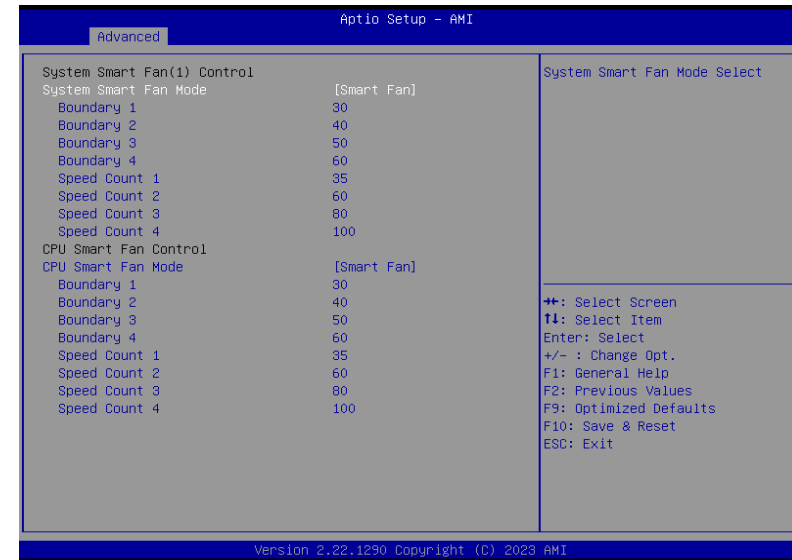 Aptio Setup – AMI
Advanced
System Smart Fan(1) Control
System Smart Fan Mode [Smart Fan]
Boundary 1 30
Boundary 2 40
Boundary 3 50
Boundary 4 60
Speed Count 1 35
Speed Count 2 60
Speed Count 3 80
Speed Count 4 100
CPU Smart Fan Control
CPU Smart Fan Mode [Smart Fan]
Boundary 1 30
Boundary 2 40
Boundary 3 50
Boundary 4 60
Speed Count 1 35
Speed Count 2 60
Speed Count 3 80
Speed Count 4 100
System Smart Fan Mode Select
→←: Select Screen
↑↓: Select Item
Enter: Select
+/- : Change Opt.
F1: General Help
F2: Previous Values
F9: Optimized Defaults
F10: Save & Reset
ESC: Exit
Version 2.22.1290 Copyright (C) 2023 AMI